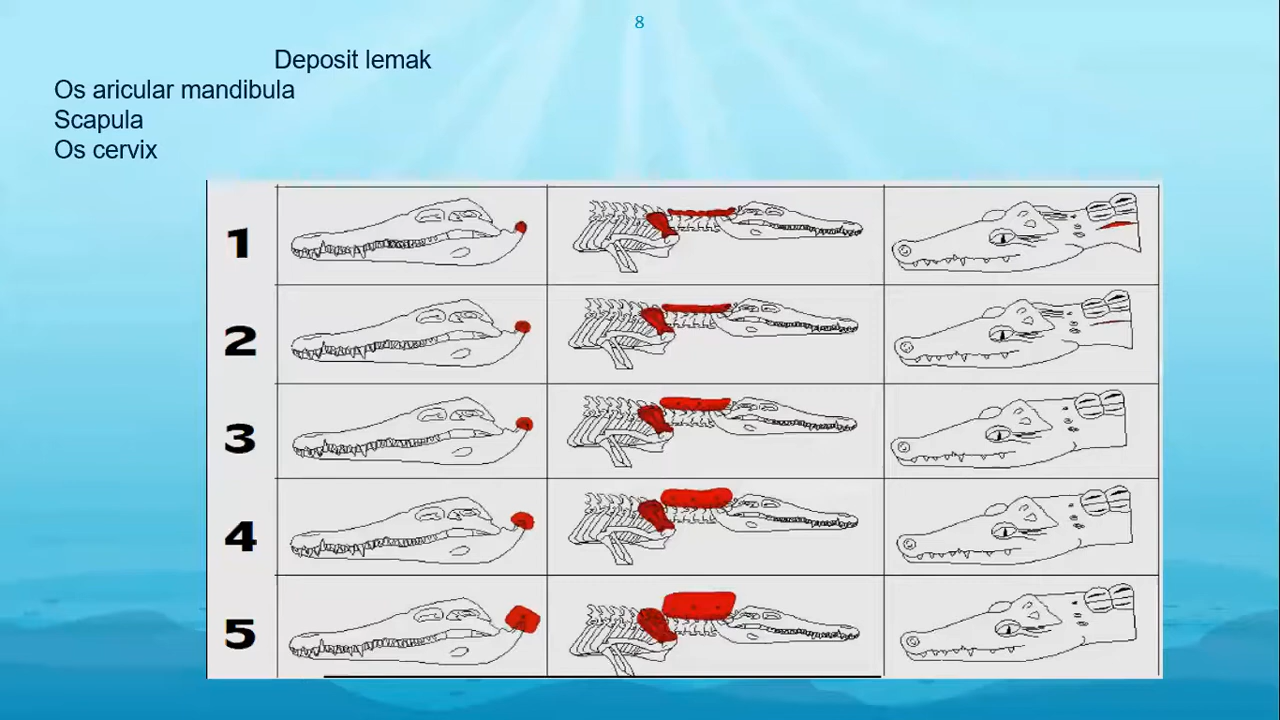 8
Deposit lemak
Os aricular mandibula
Scapula
Os cervix
1
2
3
4
5